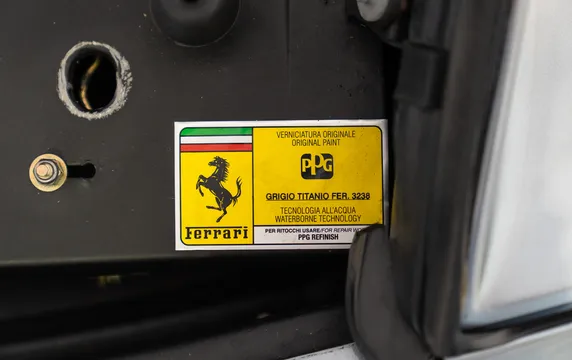 VERNICIATURA ORIGINALE
ORIGINAL PAINT
PPG
GRIGIO TITANIO FER. 3238
TECNOLOGIA ALL'ACQUA
WATERBORNE TECHNOLOGY
Ferrari
PER RITOCCHI USARE/FOR REPAIR
PPG REFINISH